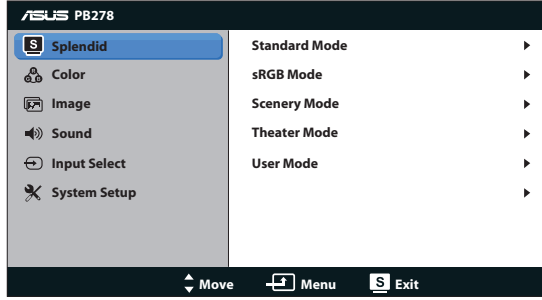 ASUS PB278
S Splendid
Color
Image
Sound
Input Select
System Setup
Standard Mode
sRGB Mode
Scenery Mode
Theater Mode
User Mode
Move Menu S Exit